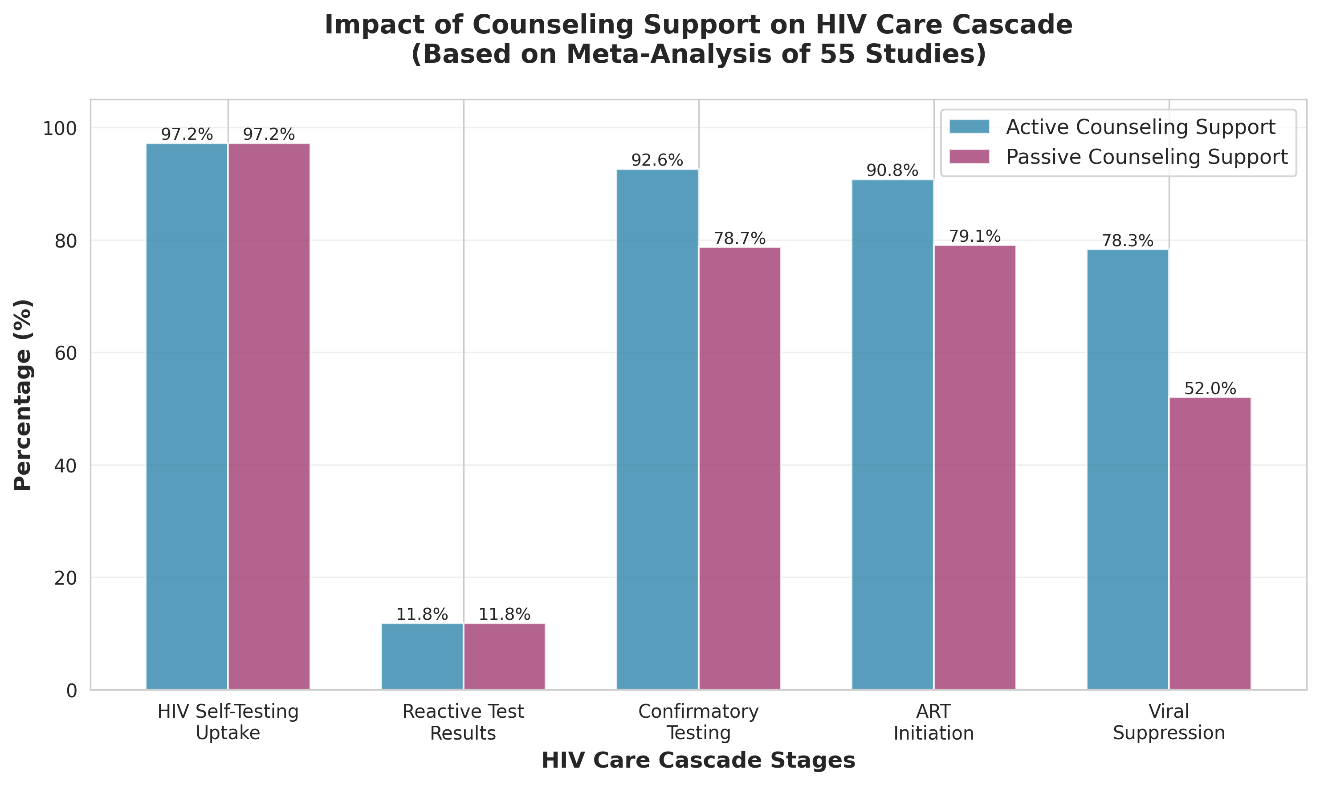 Impact of Counseling Support on HIV Care Cascade
(Based on Meta-Analysis of 55 Studies)
Active Counseling Support
Passive Counseling Support
Percentage (%)
100
80
60
40
20
0
97.2%
97.2%
11.8%
11.8%
92.6%
78.7%
90.8%
79.1%
78.3%
52.0%
HIV Self-Testing
Uptake
Reactive Test
Results
Confirmatory
Testing
ART
Initiation
Viral
Suppression
HIV Care Cascade Stages